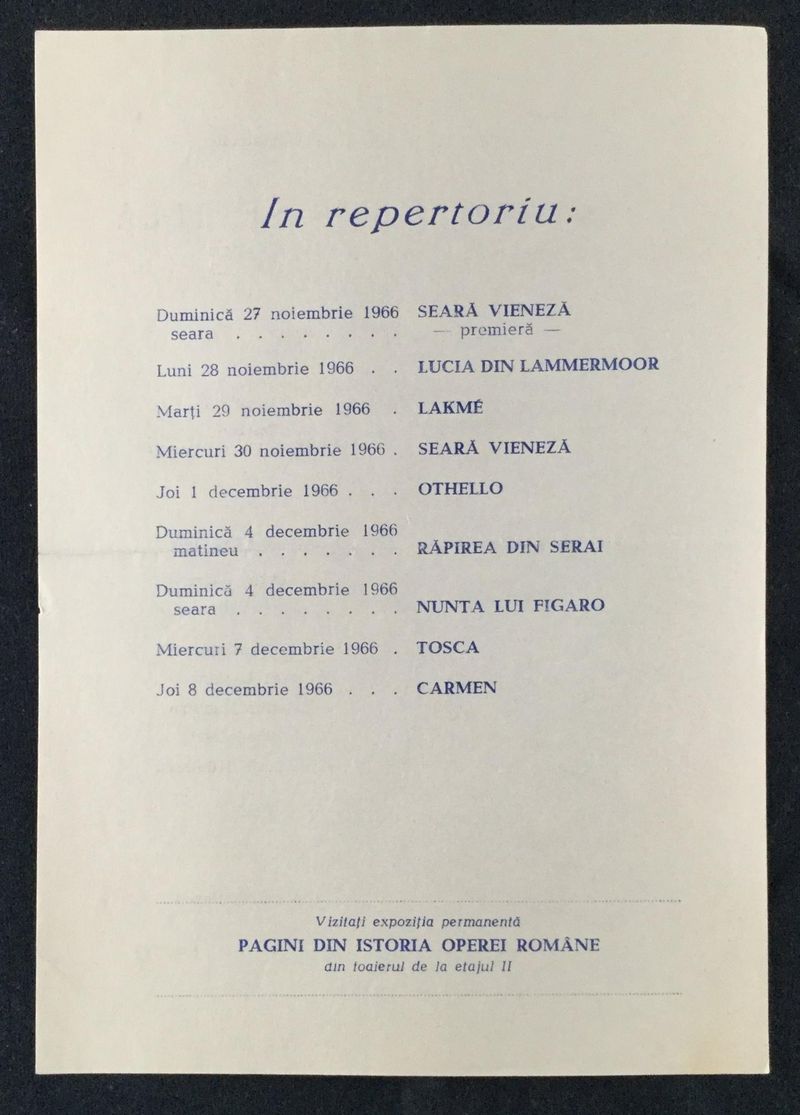 In repertoriu:
Duminică 27 noiembrie 1966 SEARĂ VIENEZĂ
seara . . . . . . . . — premieră —
Luni 28 noiembrie 1966 . . LUCIA DIN LAMMERMOOR
Marți 29 noiembrie 1966 . LAKMÉ
Miercuri 30 noiembrie 1966 . SEARĂ VIENEZĂ
Joi 1 decembrie 1966 . . . OTHELLO
Duminică 4 decembrie 1966
matineu . . . . . . . RĂPIREA DIN SERAI
Duminică 4 decembrie 1966
seara . . . . . . . . NUNTA LUI FIGARO
Miercuri 7 decembrie 1966 . TOSCA
Joi 8 decembrie 1966 . . . CARMEN
Vizitați expoziția permanentă
PAGINI DIN ISTORIA OPEREI ROMÂNE
din foaierul de la etajul II